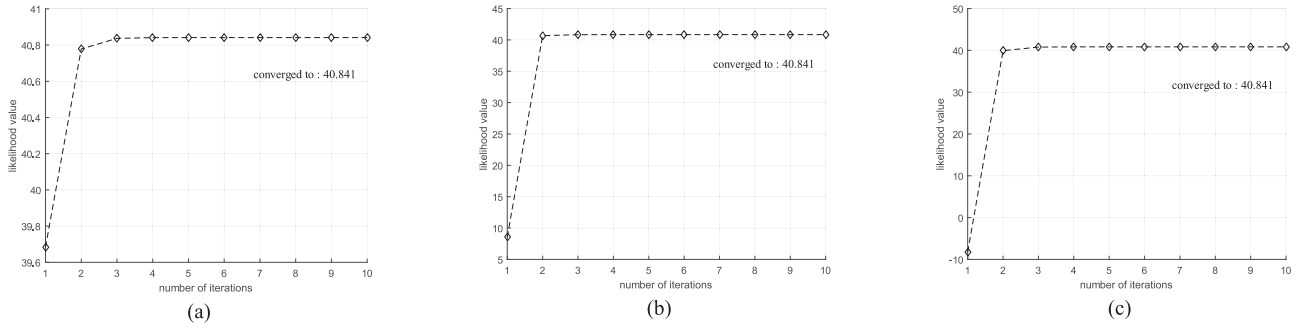 41
40.8
40.6
40.4
40.2
40
39.8
39.6
likelihood value
converged to : 40.841
1 2 3 4 5 6 7 8 9 10
number of iterations
(a)
45
40
35
30
25
20
15
10
5
likelihood value
converged to : 40.841
1 2 3 4 5 6 7 8 9 10
number of iterations
(b)
50
40
30
20
10
0
-10
likelihood value
converged to : 40.841
1 2 3 4 5 6 7 8 9 10
number of iterations
(c)